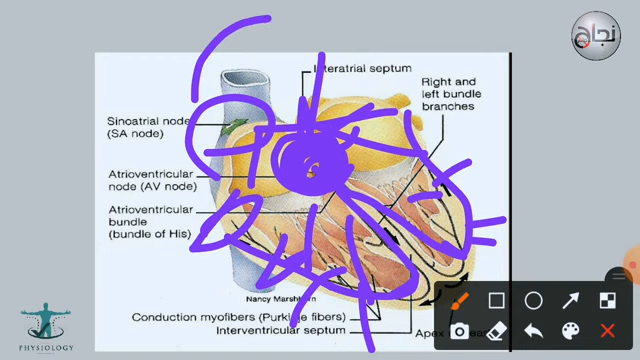 نجاح
Interatrial septum
Right and
left bundle
branches
Sinoatrial node
(SA node)
Atrioventricular
node (AV node)
Atrioventricular
bundle
(bundle of His)
Nancy
Conduction myofibers (Purkinje fibers)
Interventricular septum
Apex
PHYSIOLOGY